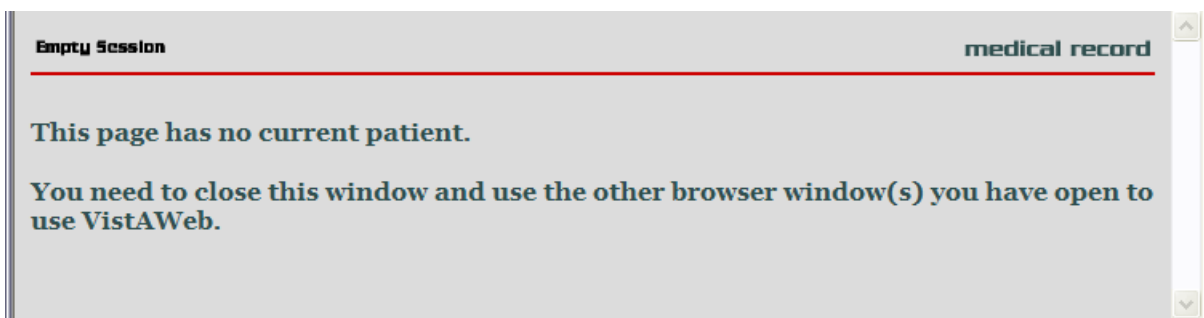 Empty Session
medical record
This page has no current patient.
You need to close this window and use the other browser window(s) you have open to
use VistAWeb.